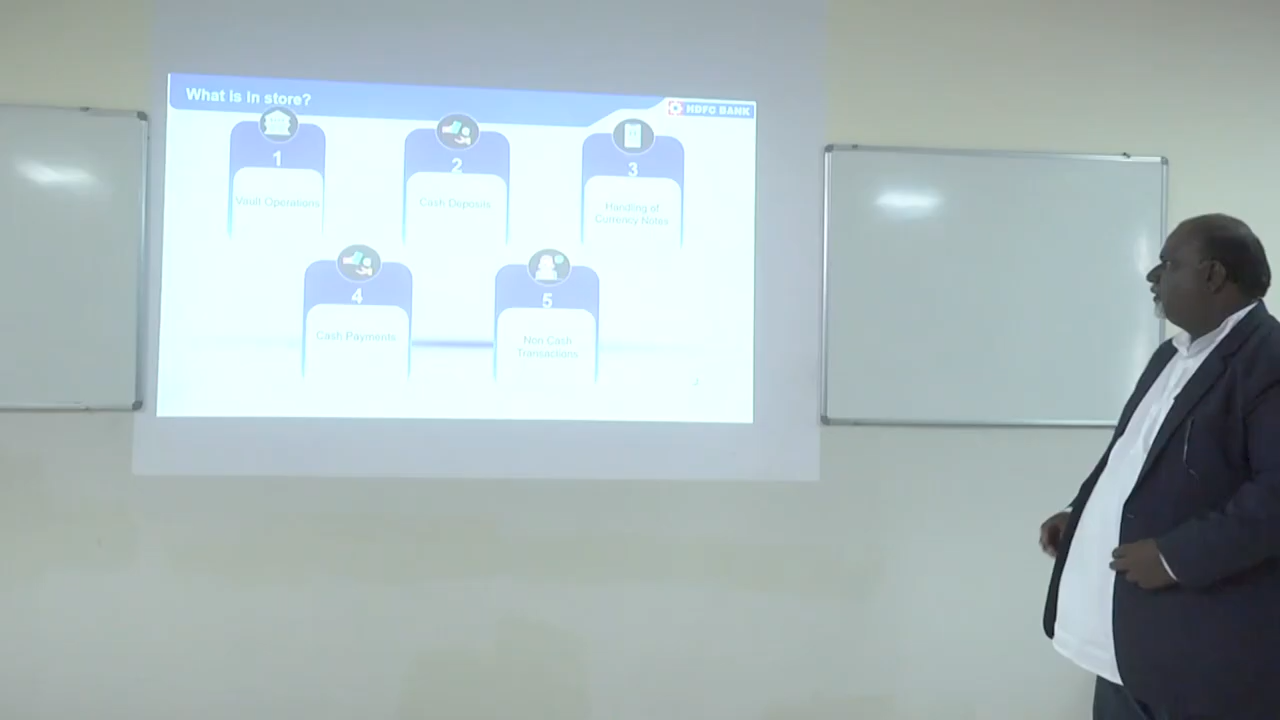 What is in store?
HDFC BANK
1
Vault Operations
2
Cash Deposits
3
Handling of
Currency Notes
4
Cash Payments
5
Non Cash
Transactions
2